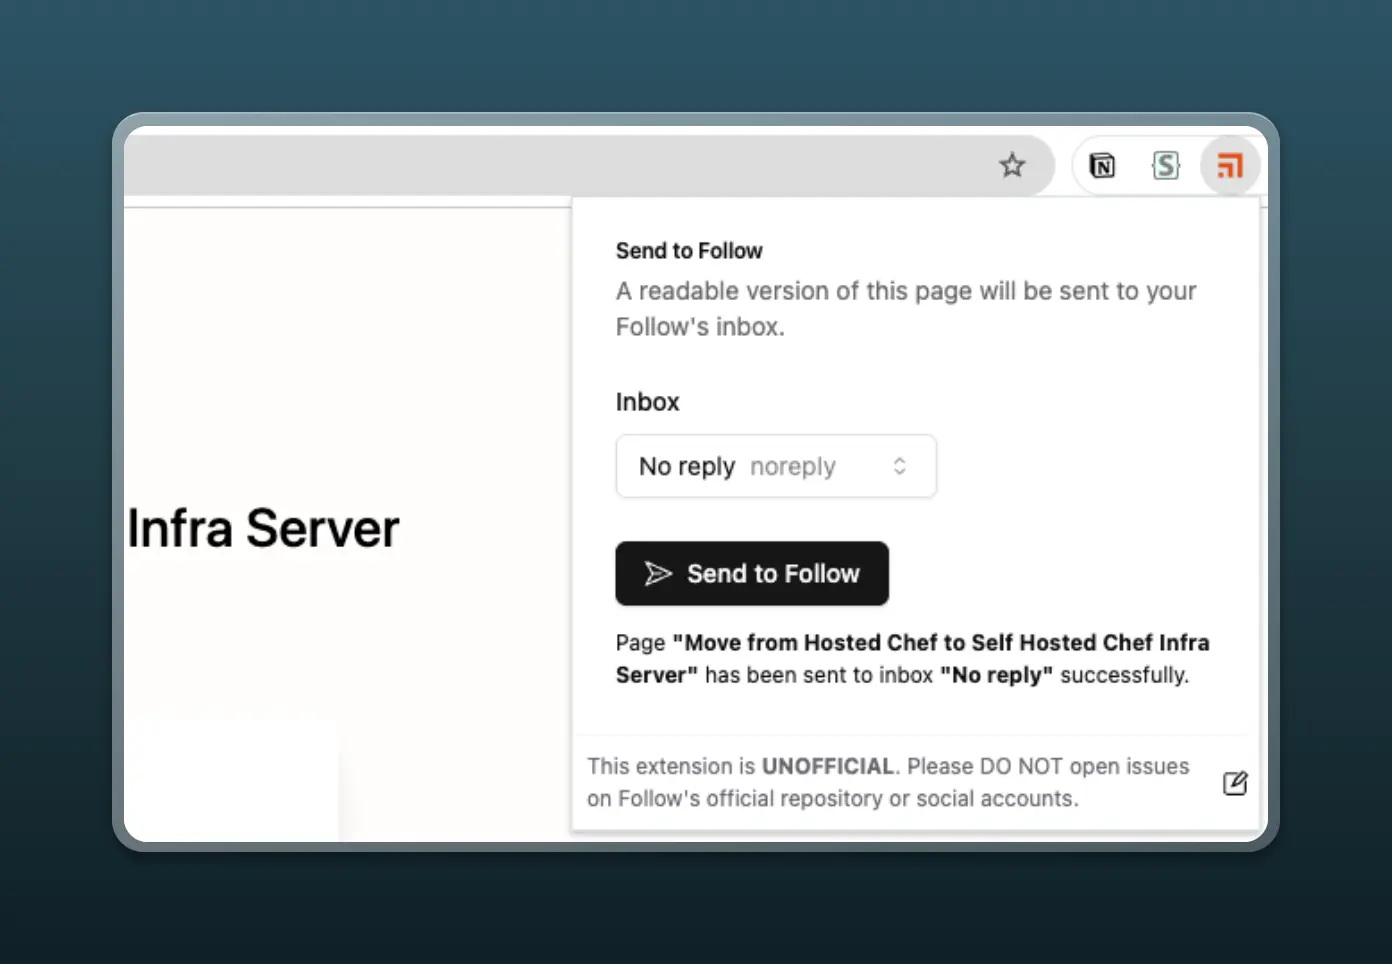 N
S
Send to Follow
A readable version of this page will be sent to your
Follow's inbox.
Inbox
No reply noreply
Infra Server
Send to Follow
Page "Move from Hosted Chef to Self Hosted Chef Infra
Server" has been sent to inbox "No reply" successfully.
This extension is UNOFFICIAL. Please DO NOT open issues
on Follow's official repository or social accounts.